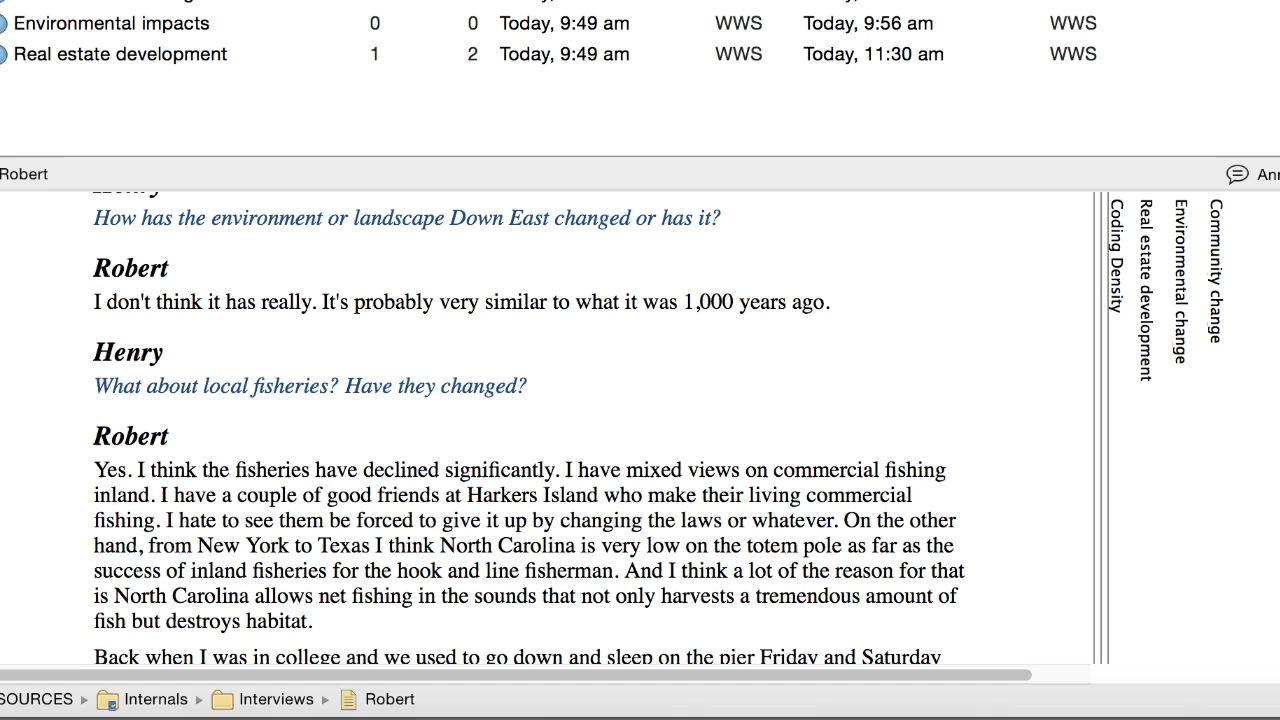 Environmental impacts 0 0 Today, 9:49 am WWS Today, 9:56 am WWS
Real estate development 1 2 Today, 9:49 am WWS Today, 11:30 am WWS
Robert
Henry
How has the environment or landscape Down East changed or has it?
Robert
I don't think it has really. It's probably very similar to what it was 1,000 years ago.
Henry
What about local fisheries? Have they changed?
Robert
Yes. I think the fisheries have declined significantly. I have mixed views on commercial fishing
inland. I have a couple of good friends at Harkers Island who make their living commercial
fishing. I hate to see them be forced to give it up by changing the laws or whatever. On the other
hand, from New York to Texas I think North Carolina is very low on the totem pole as far as the
success of inland fisheries for the hook and line fisherman. And I think a lot of the reason for that
is North Carolina allows net fishing in the sounds that not only harvests a tremendous amount of
fish but destroys habitat.
Back when I was in college and we used to go down and sleep on the pier Friday and Saturday
Coding Density
Real estate development
Environmental change
Community change
SOURCES Internals Interviews Robert